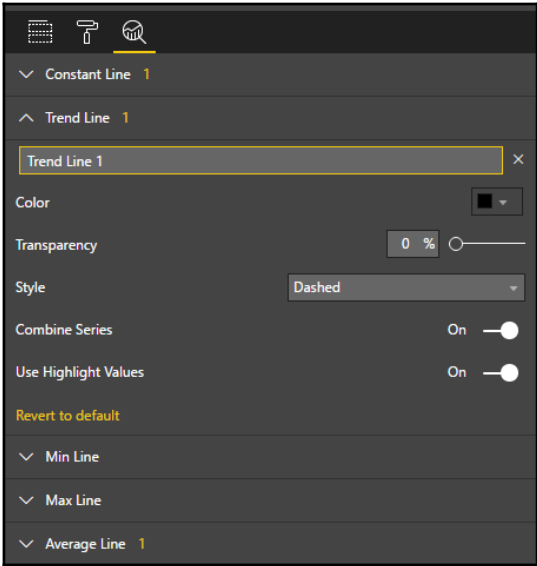 Constant Line 1
Trend Line 1
Trend Line 1
Color
Transparency 0 %
Style Dashed
Combine Series On
Use Highlight Values On
Revert to default
Min Line
Max Line
Average Line 1